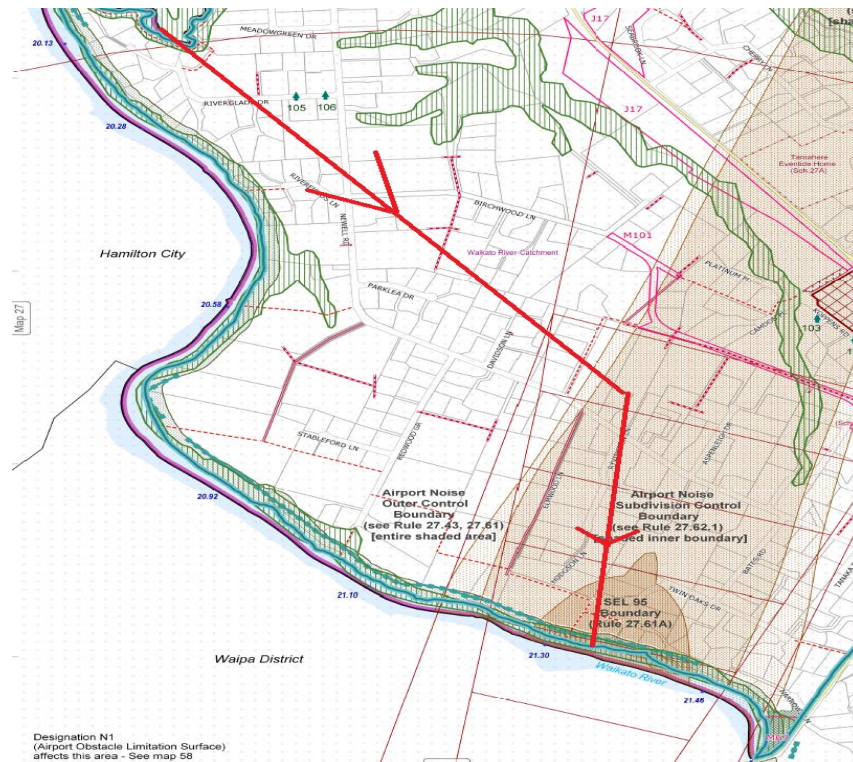 20.13
MEADOWGREEN DR
J17
RIVERGLADE DR
105
106
J17
CHERRY LN
20.28
Tamahere
Eventide Home
(Sch.27A)
BIRCHWOOD LN
NEWELL RD
M101
Hamilton City
Waikato River Catchment
PLATINUM PL
20.58
PARKLEA DR
Map 27
103
DAVIDSON LN
REDWOOD GR
STABLEFORD LN
ASPENLEIGH DR
20.92
Airport Noise
Outer Control
Boundary
(see Rule 27.43, 27.61)
[entire shaded area]
Airport Noise
Subdivision Control
Boundary
(see Rule 27.62.1)
inner boundary]
BATES RD
TWIN OAKS DR
21.10
SEL 95
Boundary
(Rule 27.61A)
21.30
Waipa District
Waikato River
21.46
Designation N1
(Airport Obstacle Limitation Surface)
affects this area - See map 58